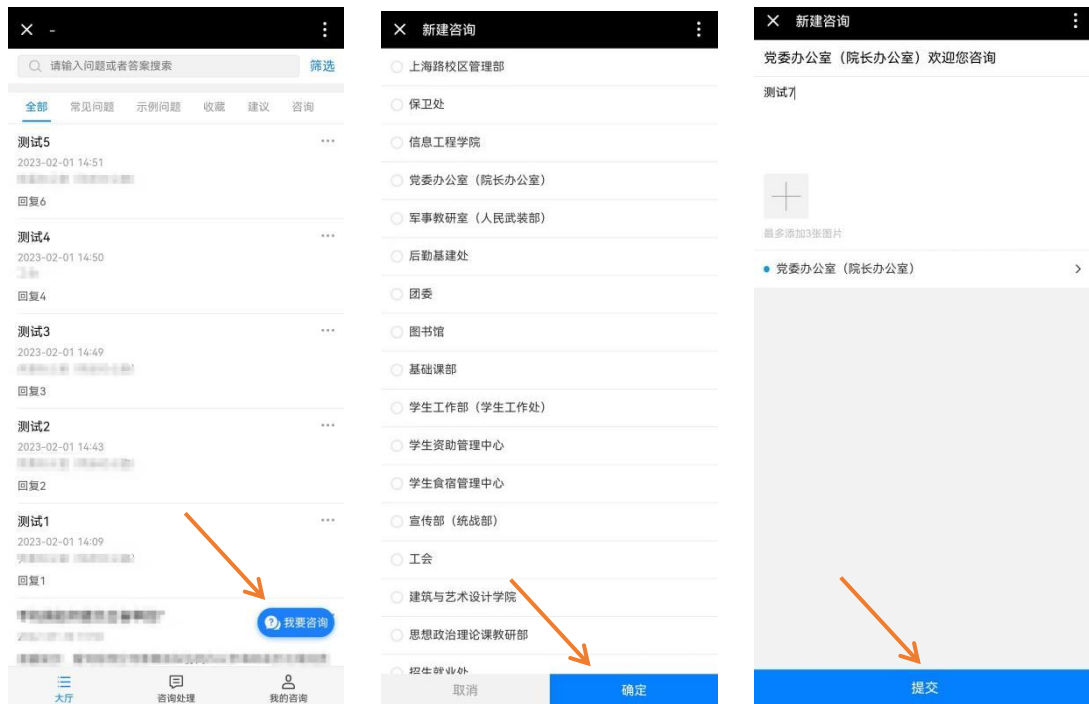 -
请输入问题或者答案搜索
筛选
全部 常见问题 示例问题 收藏 建议 咨询
测试5
2023-02-01 14:51
回复6
测试4
2023-02-01 14:50
回复4
测试3
2023-02-01 14:49
回复3
测试2
2023-02-01 14:43
回复2
测试1
2023-02-01 14:09
回复1
我要咨询
大厅 咨询处理 我的咨询
新建咨询
上海路校区管理部
保卫处
信息工程学院
党委办公室（院长办公室）
军事教研室（人民武装部）
后勤基建处
团委
图书馆
基础课部
学生工作部（学生工作处）
学生资助管理中心
学生食宿管理中心
宣传部（统战部）
工会
建筑与艺术设计学院
思想政治理论课教研部
招生就业处
取消 确定
新建咨询
党委办公室（院长办公室）欢迎您咨询
测试7
最多添加3张图片
党委办公室（院长办公室）
提交